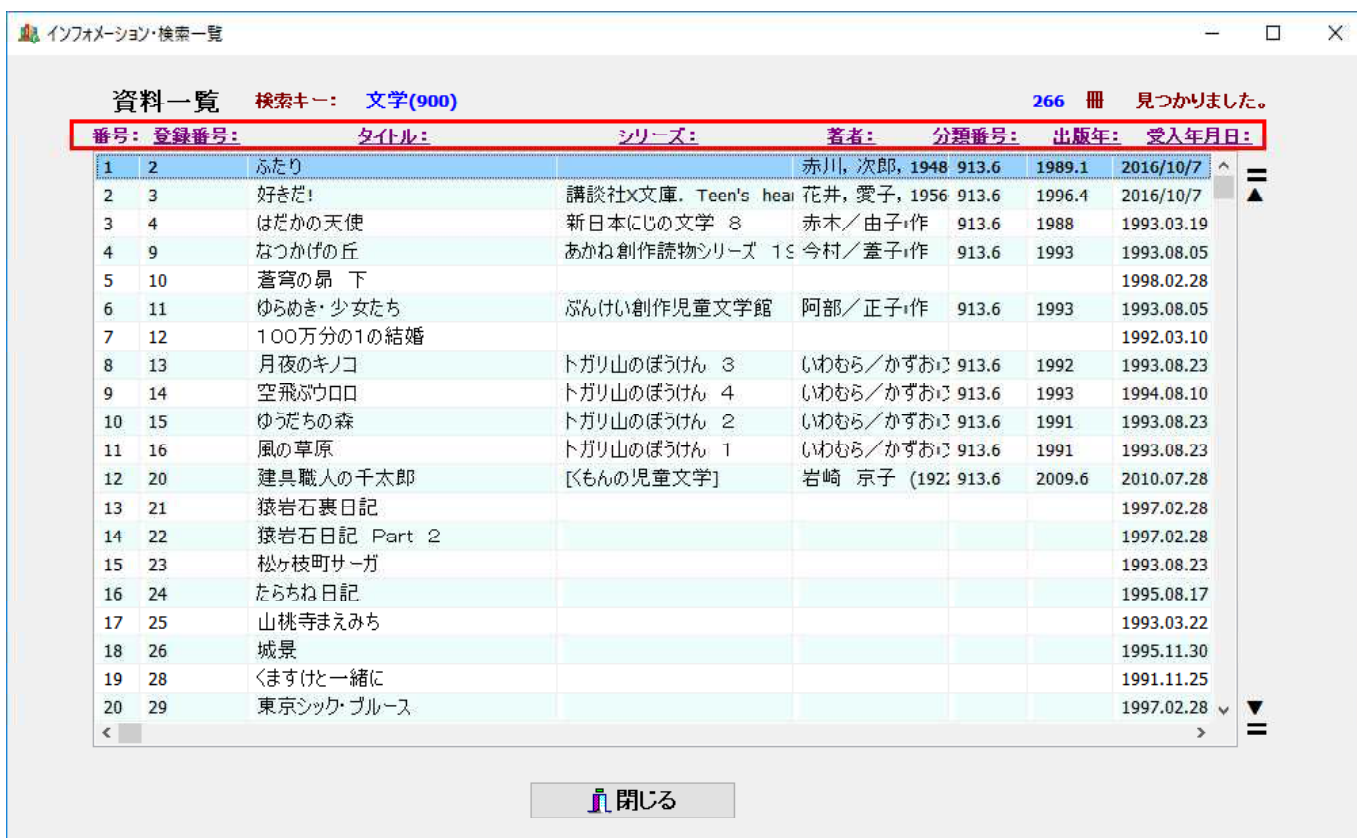 インフォメーション・検索一覧
資料一覧 検索キー: 文学(900) 266 冊 見つかりました。
番号: 登録番号: タイトル: シリーズ: 著者: 分類番号: 出版年: 受入年月日:
1 2 ふたり 赤川, 次郎, 1948 913.6 1989.1 2016/10/7
2 3 好きだ! 講談社X文庫. Teen's hea 花井, 愛子, 1956 913.6 1996.4 2016/10/7
3 4 はだかの天使 新日本にじの文学 8 赤木/由子‖作 913.6 1988 1993.03.19
4 9 なつかげの丘 あかね創作読物シリーズ 19 今村/葦子‖作 913.6 1993 1993.08.05
5 10 蒼穹の昴 下 1998.02.28
6 11 ゆらめき・少女たち ぶんけい創作児童文学館 阿部/正子‖作 913.6 1993 1993.08.05
7 12 100万分の1の結婚 1992.03.10
8 13 月夜のキノコ トガリ山のぼうけん 3 いわむら/かずお‖ 913.6 1992 1993.08.23
9 14 空飛ぶウロロ トガリ山のぼうけん 4 いわむら/かずお‖ 913.6 1993 1994.08.10
10 15 ゆうだちの森 トガリ山のぼうけん 2 いわむら/かずお‖ 913.6 1991 1993.08.23
11 16 風の草原 トガリ山のぼうけん 1 いわむら/かずお‖ 913.6 1991 1993.08.23
12 20 建具職人の千太郎 [くもんの児童文学] 岩崎 京子 (192 913.6 2009.6 2010.07.28
13 21 猿岩石裏日記 1997.02.28
14 22 猿岩石日記 Part 2 1997.02.28
15 23 松ヶ枝町サーガ 1993.08.23
16 24 たらちね日記 1995.08.17
17 25 山桃寺まえみち 1993.03.22
18 26 城景 1995.11.30
19 28 くますけと一緒に 1991.11.25
20 29 東京シック・ブルース 1997.02.28
閉じる